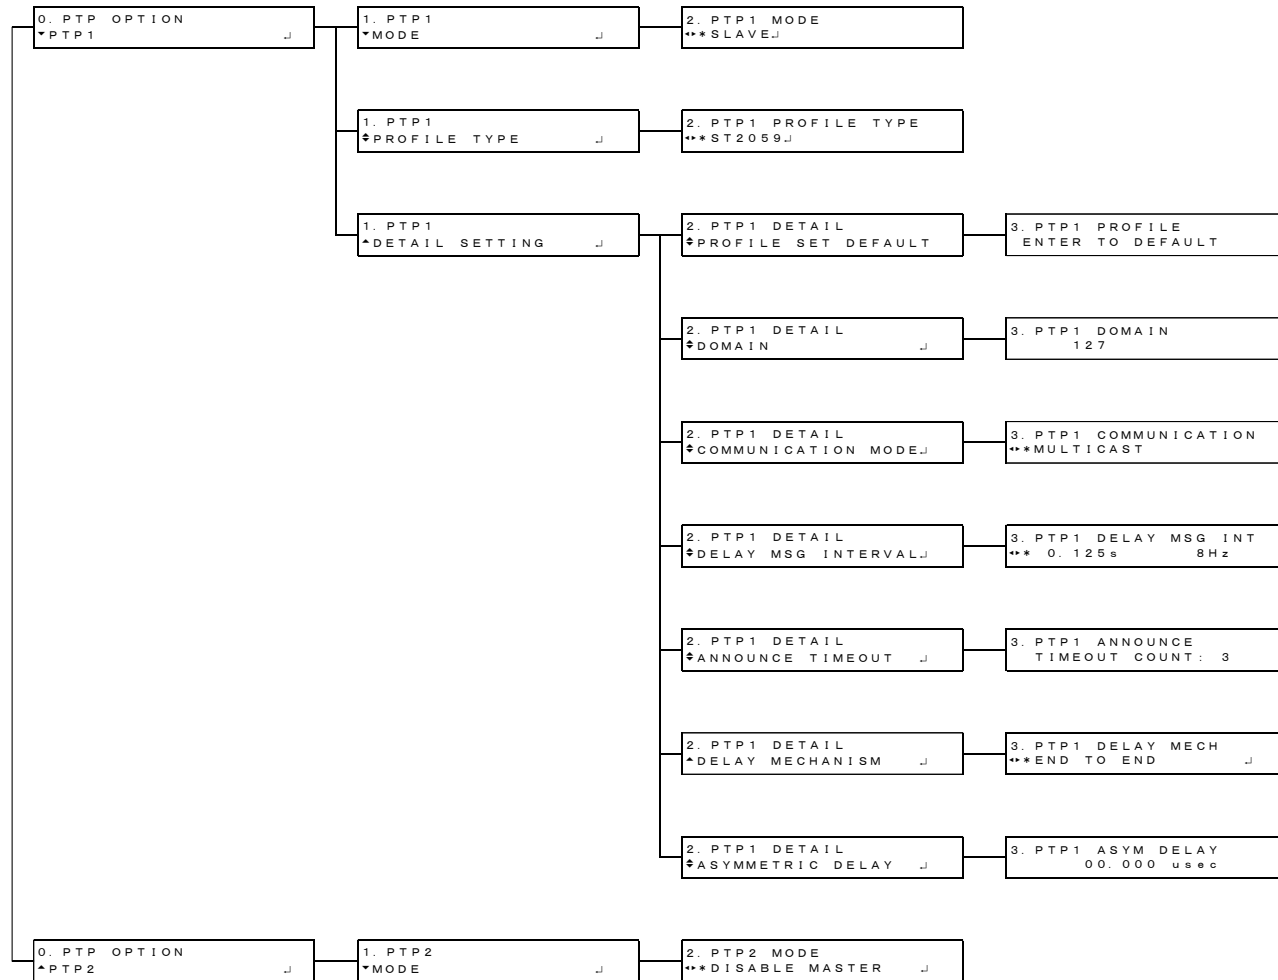 0. PTP OPTION
PTP1 ↵
1. PTP1
MODE ↵
2. PTP1 MODE
*SLAVE↵
1. PTP1
PROFILE TYPE ↵
2. PTP1 PROFILE TYPE
*ST2059↵
1. PTP1
DETAIL SETTING ↵
2. PTP1 DETAIL
PROFILE SET DEFAULT
3. PTP1 PROFILE
ENTER TO DEFAULT
2. PTP1 DETAIL
DOMAIN ↵
3. PTP1 DOMAIN
127
2. PTP1 DETAIL
COMMUNICATION MODE↵
3. PTP1 COMMUNICATION
*MULTICAST
2. PTP1 DETAIL
DELAY MSG INTERVAL↵
3. PTP1 DELAY MSG INT
* 0.125s 8Hz
2. PTP1 DETAIL
ANNOUNCE TIMEOUT ↵
3. PTP1 ANNOUNCE
TIMEOUT COUNT: 3
2. PTP1 DETAIL
DELAY MECHANISM ↵
3. PTP1 DELAY MECH
*END TO END ↵
2. PTP1 DETAIL
ASYMMETRIC DELAY ↵
3. PTP1 ASYM DELAY
00.000 usec
0. PTP OPTION
PTP2 ↵
1. PTP2
MODE ↵
2. PTP2 MODE
*DISABLE MASTER ↵